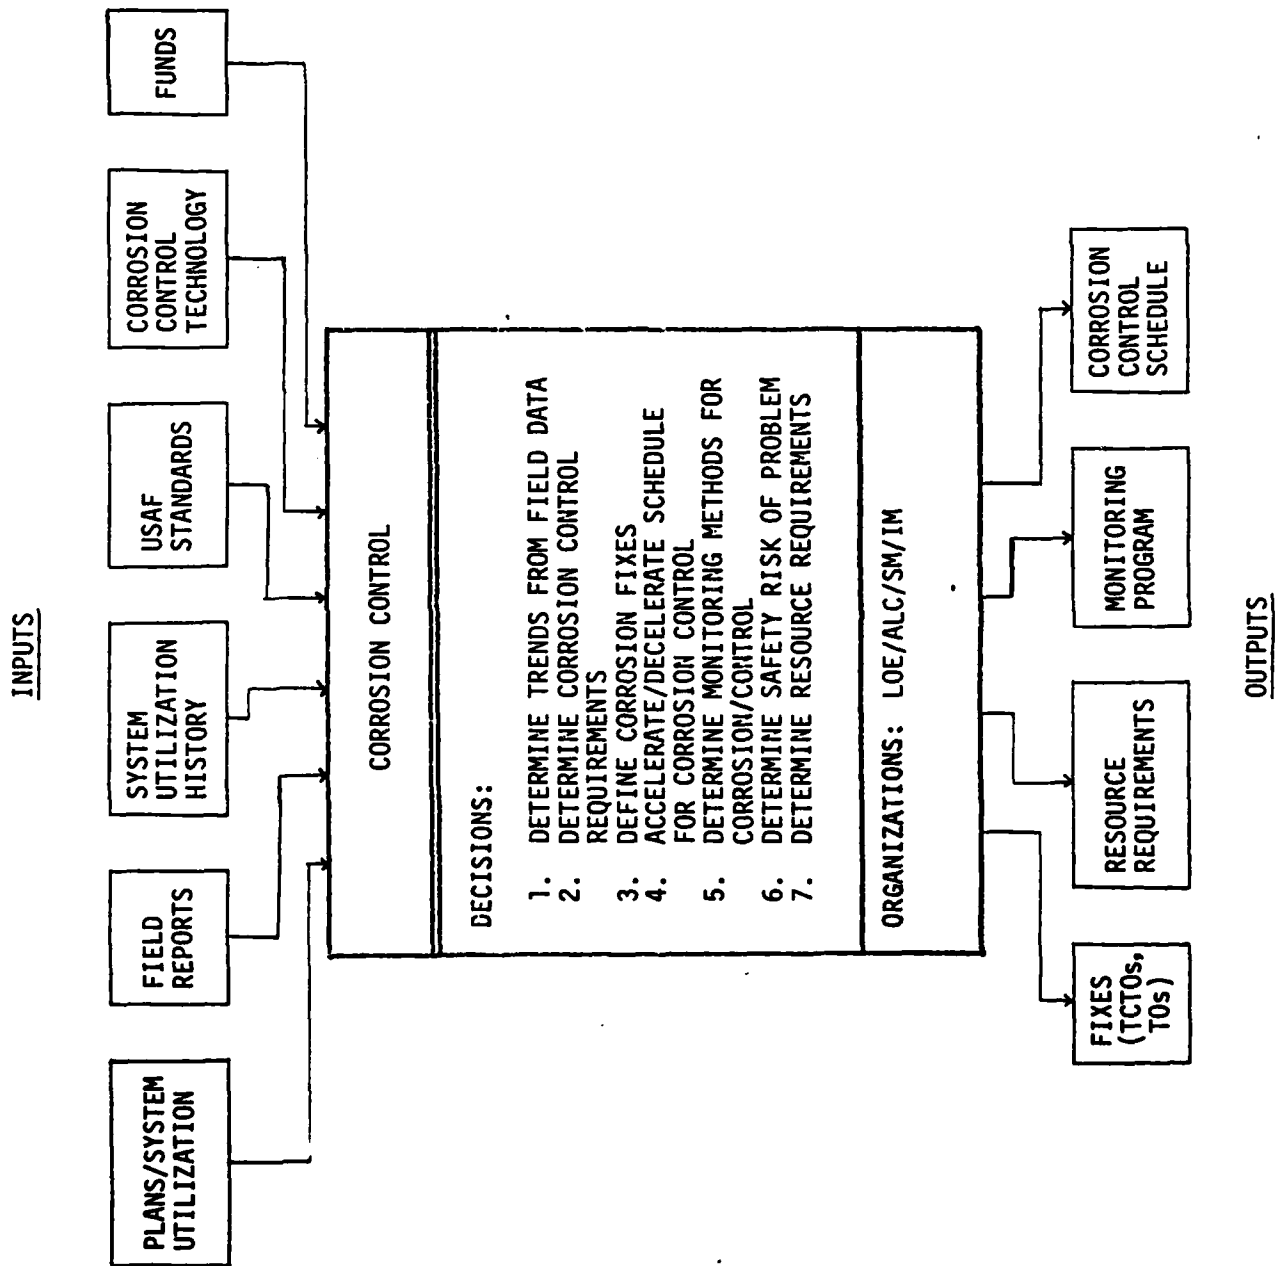 INPUTS
PLANS/SYSTEM
UTILIZATION
FIELD
REPORTS
SYSTEM
UTILIZATION
HISTORY
USAF
STANDARDS
CORROSION
CONTROL
TECHNOLOGY
FUNDS
CORROSION CONTROL
DECISIONS:
1. DETERMINE TRENDS FROM FIELD DATA
2. DETERMINE CORROSION CONTROL
REQUIREMENTS
3. DEFINE CORROSION FIXES
4. ACCELERATE/DECELERATE SCHEDULE
FOR CORROSION CONTROL
5. DETERMINE MONITORING METHODS FOR
CORROSION/CONTROL
6. DETERMINE SAFETY RISK OF PROBLEM
7. DETERMINE RESOURCE REQUIREMENTS
ORGANIZATIONS: LOE/ALC/SM/IM
FIXES
(TCTOs,
TOs)
RESOURCE
REQUIREMENTS
MONITORING
PROGRAM
CORROSION
CONTROL
SCHEDULE
OUTPUTS